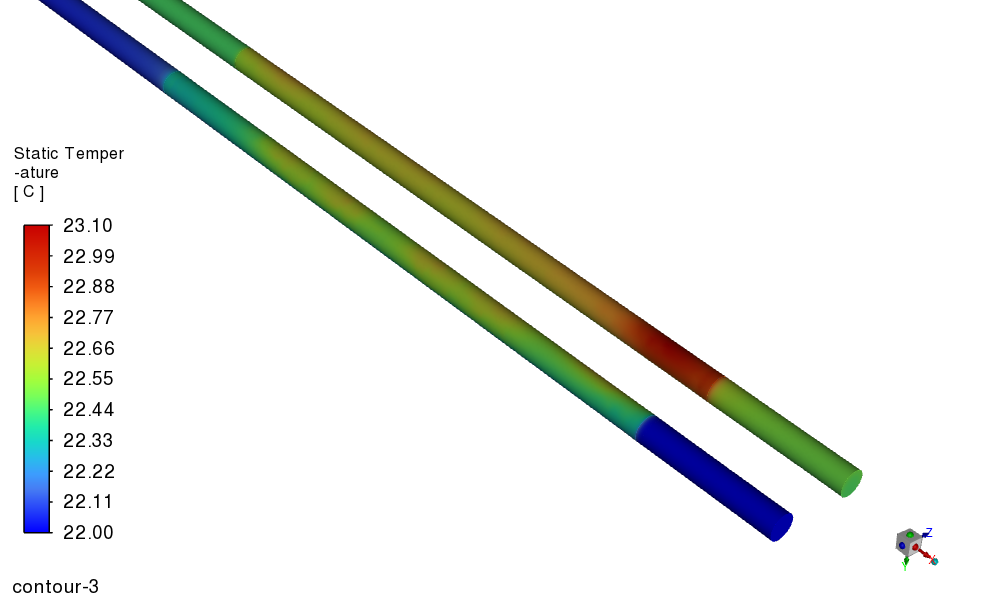 Static Temper
-ature
[ C ]
23.10
22.99
22.88
22.77
22.66
22.55
22.44
22.33
22.22
22.11
22.00
Z
Y
X
contour-3